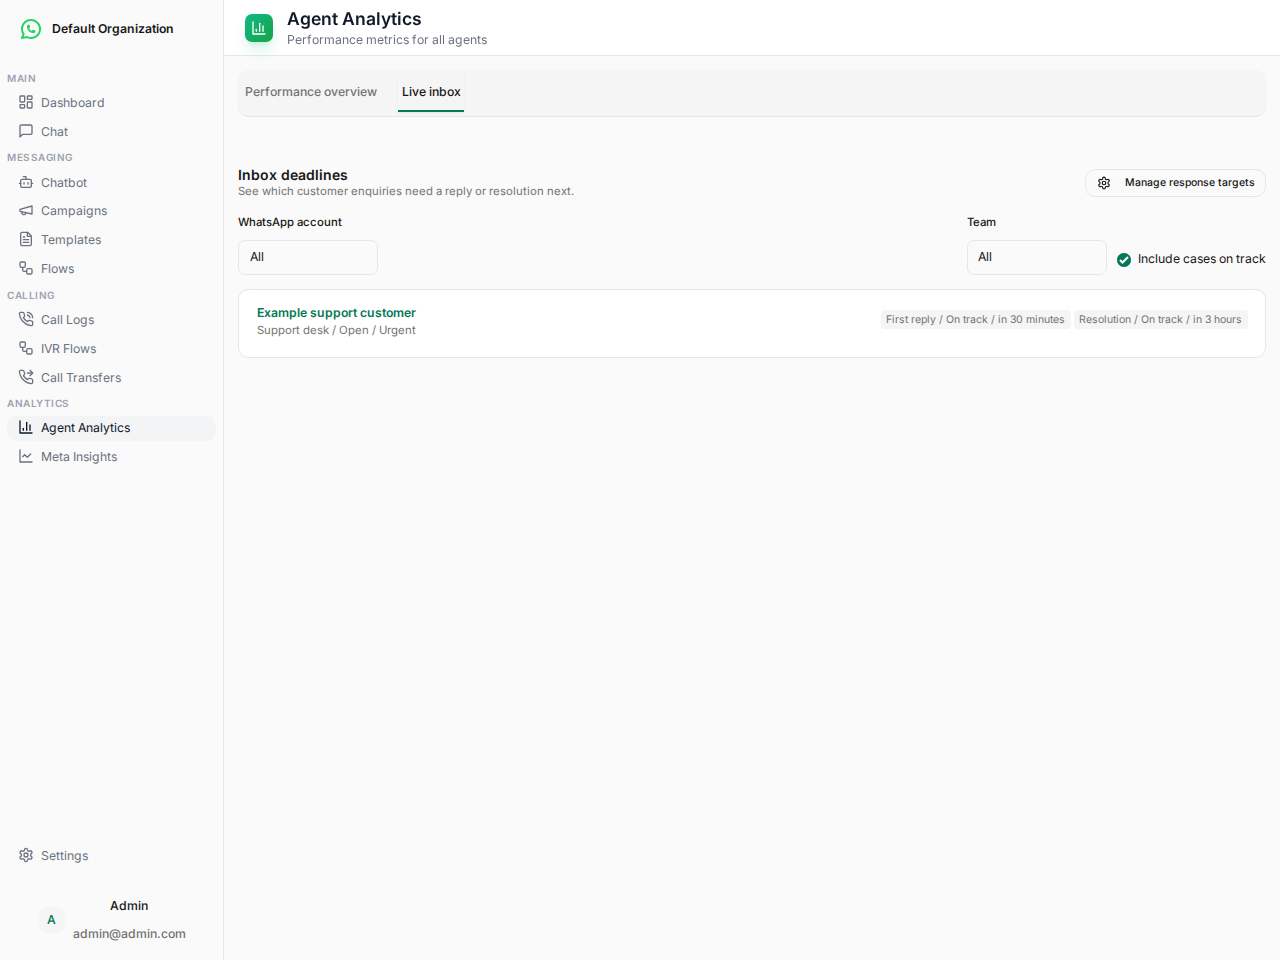 Default Organization
MAIN
Dashboard
Chat
MESSAGING
Chatbot
Campaigns
Templates
Flows
CALLING
Call Logs
IVR Flows
Call Transfers
ANALYTICS
Agent Analytics
Meta Insights
Settings
A
Admin
admin@admin.com
Agent Analytics
Performance metrics for all agents
Performance overview
Live inbox
Inbox deadlines
See which customer enquiries need a reply or resolution next.
Manage response targets
WhatsApp account
All
Team
All
Include cases on track
Example support customer
Support desk / Open / Urgent
First reply / On track / in 30 minutes
Resolution / On track / in 3 hours